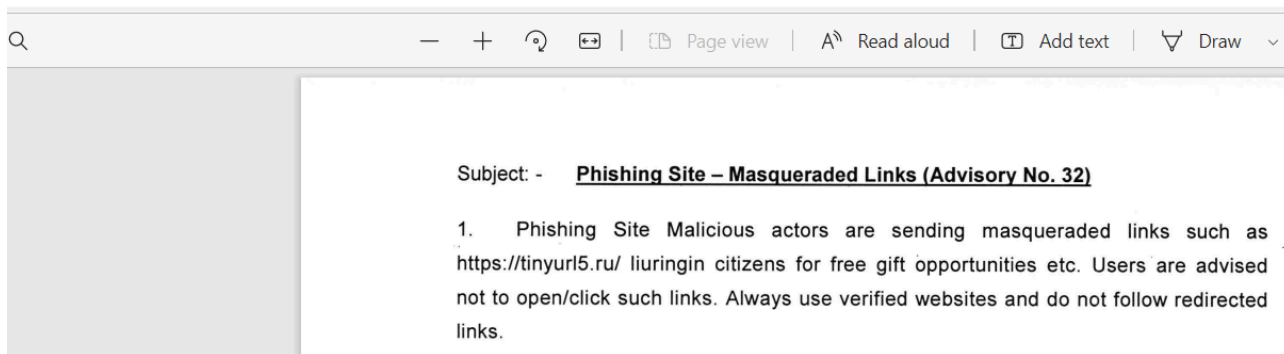 Page view
Read aloud
Add text
Draw
Subject: - Phishing Site – Masqueraded Links (Advisory No. 32)
1. Phishing Site Malicious actors are sending masqueraded links such as
https://tinyurl5.ru/ liuringin citizens for free gift opportunities etc. Users are advised
not to open/click such links. Always use verified websites and do not follow redirected
links.